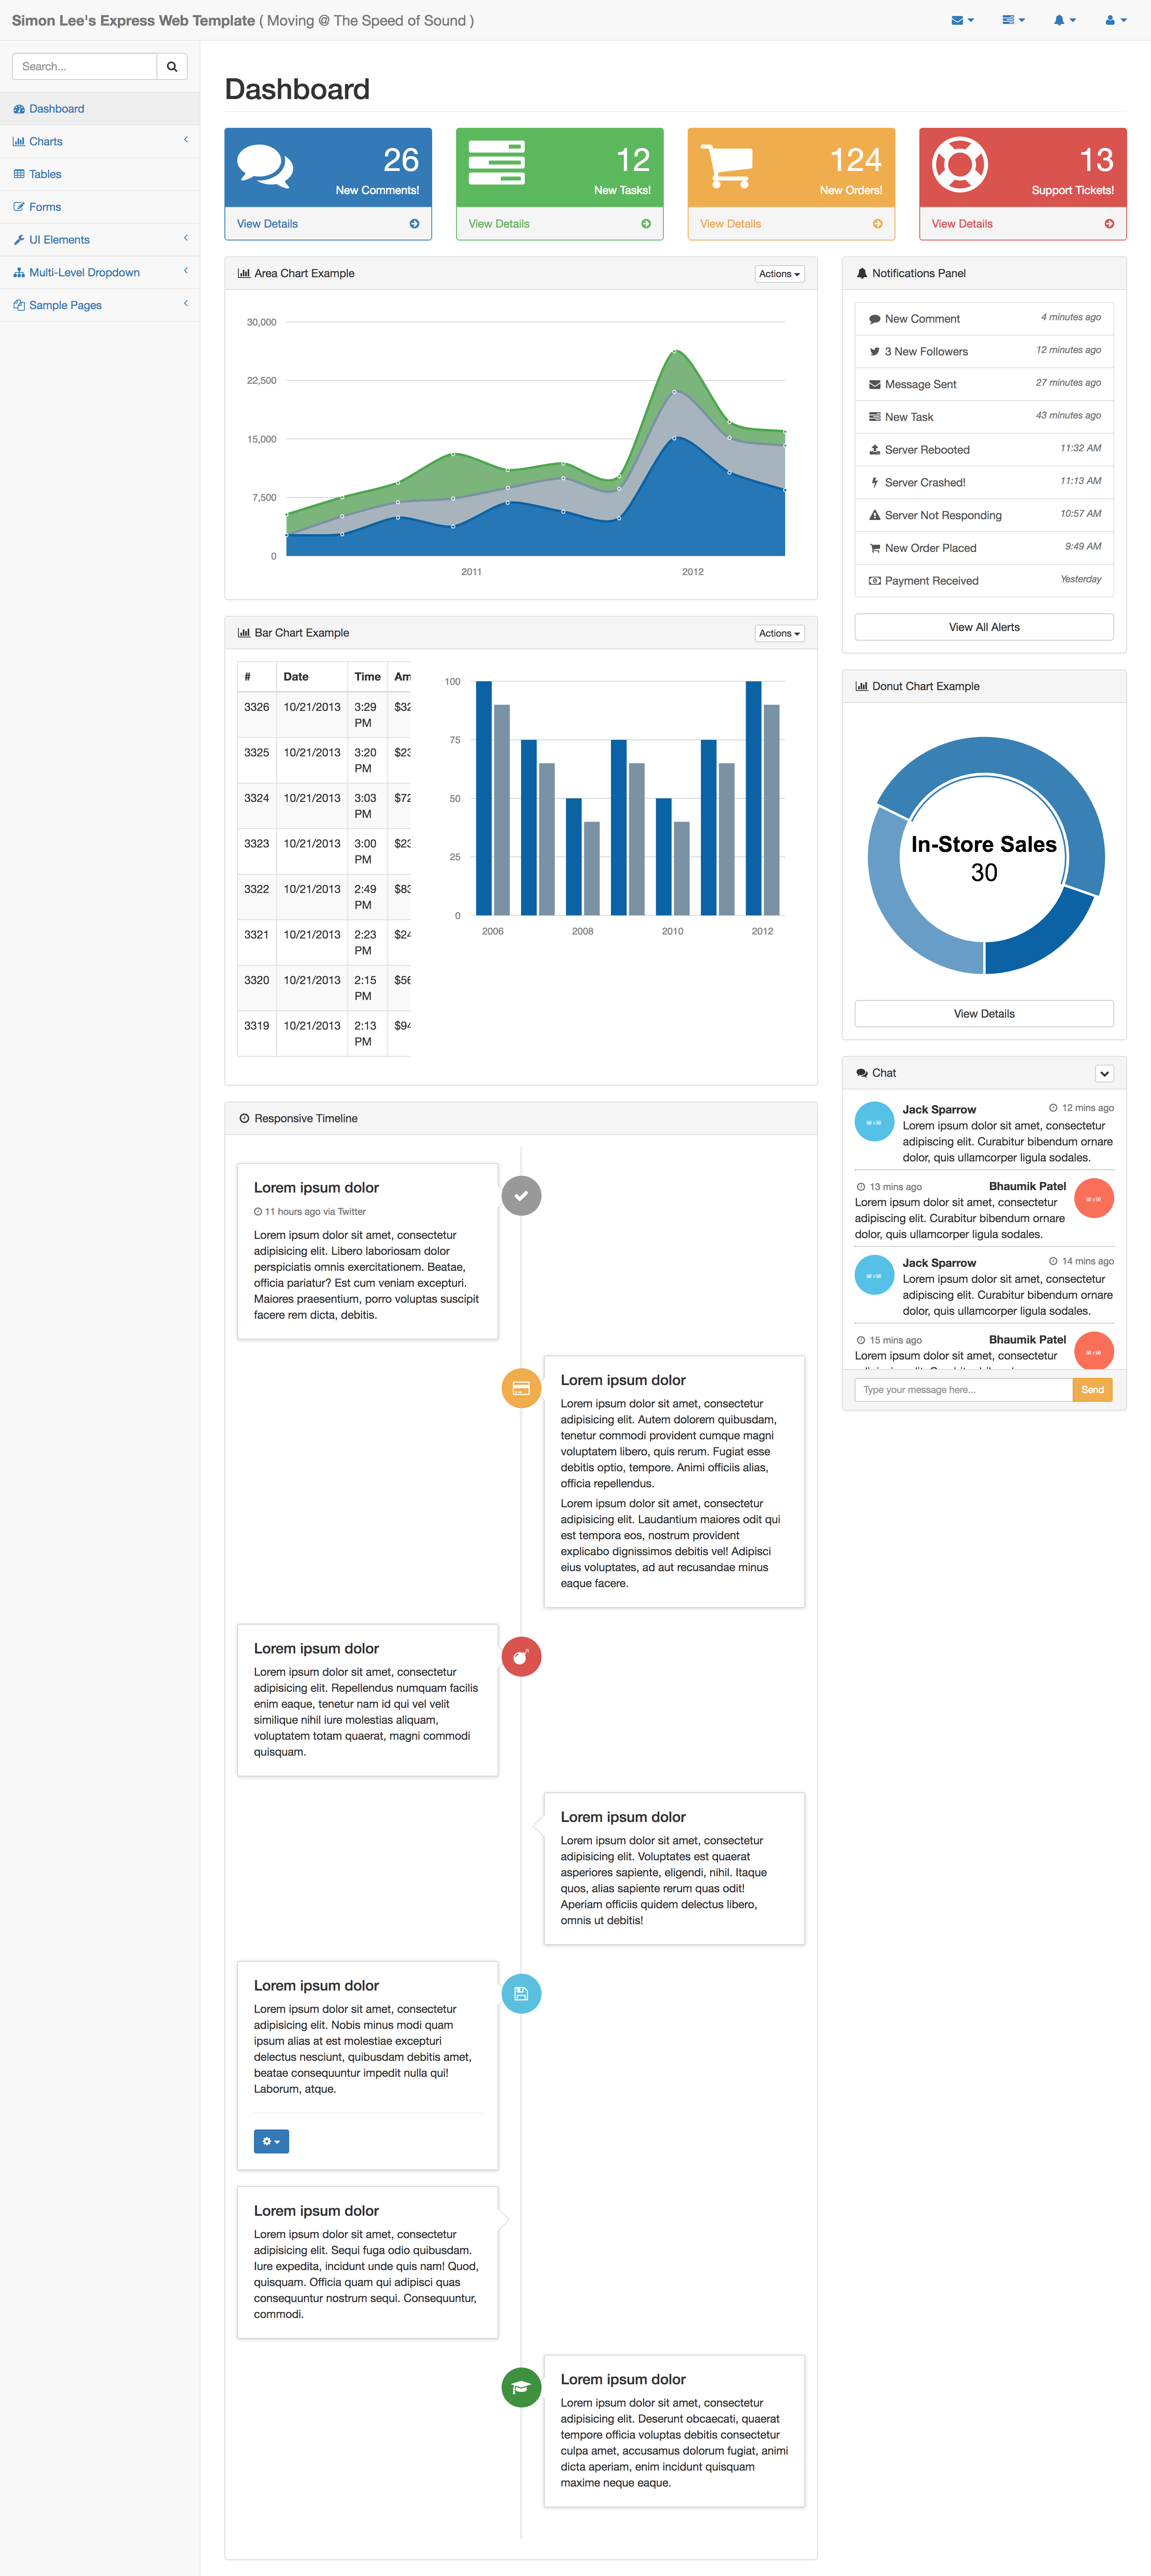 Simon Lee's Express Web Template ( Moving @ The Speed of Sound )
Search...
Dashboard
Charts
Tables
Forms
UI Elements
Multi-Level Dropdown
Sample Pages
Dashboard
26
New Comments!
View Details
12
New Tasks!
View Details
124
New Orders!
View Details
13
Support Tickets!
View Details
Area Chart Example
Actions
30,000
22,500
15,000
7,500
0
2011
2012
Bar Chart Example
Actions
# Date Time Am
3326 10/21/2013 3:29 $32
PM
3325 10/21/2013 3:20 $23
PM
3324 10/21/2013 3:03 $72
PM
3323 10/21/2013 3:00 $23
PM
3322 10/21/2013 2:49 $83
PM
3321 10/21/2013 2:23 $24
PM
3320 10/21/2013 2:15 $56
PM
3319 10/21/2013 2:13 $94
PM
100
75
50
25
0
2006 2008 2010 2012
Responsive Timeline
Lorem ipsum dolor
11 hours ago via Twitter
Lorem ipsum dolor sit amet, consectetur
adipisicing elit. Libero laboriosam dolor
perspiciatis omnis exercitationem. Beatae,
officia pariatur? Est cum veniam excepturi.
Maiores praesentium, porro voluptas suscipit
facere rem dicta, debitis.
Lorem ipsum dolor
Lorem ipsum dolor sit amet, consectetur
adipisicing elit. Autem dolorem quibusdam,
tenetur commodi provident cumque magni
voluptatem libero, quis rerum. Fugiat esse
debitis optio, tempore. Animi officiis alias,
officia repellendus.
Lorem ipsum dolor sit amet, consectetur
adipisicing elit. Laudantium maiores odit qui
est tempora eos, nostrum provident
explicabo dignissimos debitis vel! Adipisci
eius voluptates, ad aut recusandae minus
eaque facere.
Lorem ipsum dolor
Lorem ipsum dolor sit amet, consectetur
adipisicing elit. Repellendus numquam facilis
enim eaque, tenetur nam id qui vel velit
similique nihil iure molestias aliquam,
voluptatem totam quaerat, magni commodi
quisquam.
Lorem ipsum dolor
Lorem ipsum dolor sit amet, consectetur
adipisicing elit. Voluptates est quaerat
asperiores sapiente, eligendi, nihil. Itaque
quos, alias sapiente rerum quas odit!
Aperiam officiis quidem delectus libero,
omnis ut debitis!
Lorem ipsum dolor
Lorem ipsum dolor sit amet, consectetur
adipisicing elit. Nobis minus modi quam
ipsum alias at est molestiae excepturi
delectus nesciunt, quibusdam debitis amet,
beatae consequuntur impedit nulla qui!
Laborum, atque.
Lorem ipsum dolor
Lorem ipsum dolor sit amet, consectetur
adipisicing elit. Sequi fuga odio quibusdam.
Iure expedita, incidunt unde quis nam! Quod,
quisquam. Officia quam qui adipisci quas
consequuntur nostrum sequi. Consequuntur,
commodi.
Lorem ipsum dolor
Lorem ipsum dolor sit amet, consectetur
adipisicing elit. Deserunt obcaecati, quaerat
tempore officia voluptas debitis consectetur
culpa amet, accusamus dolorum fugiat, animi
dicta aperiam, enim incidunt quisquam
maxime neque eaque.
Notifications Panel
New Comment 4 minutes ago
3 New Followers 12 minutes ago
Message Sent 27 minutes ago
New Task 43 minutes ago
Server Rebooted 11:32 AM
Server Crashed! 11:13 AM
Server Not Responding 10:57 AM
New Order Placed 9:49 AM
Payment Received Yesterday
View All Alerts
Donut Chart Example
In-Store Sales
30
View Details
Chat
Jack Sparrow 12 mins ago
Lorem ipsum dolor sit amet, consectetur
adipiscing elit. Curabitur bibendum ornare
dolor, quis ullamcorper ligula sodales.
13 mins ago Bhaumik Patel
Lorem ipsum dolor sit amet, consectetur
adipiscing elit. Curabitur bibendum ornare
dolor, quis ullamcorper ligula sodales.
Jack Sparrow 14 mins ago
Lorem ipsum dolor sit amet, consectetur
adipiscing elit. Curabitur bibendum ornare
dolor, quis ullamcorper ligula sodales.
15 mins ago Bhaumik Patel
Lorem ipsum dolor sit amet, consectetur
Type your message here...
Send